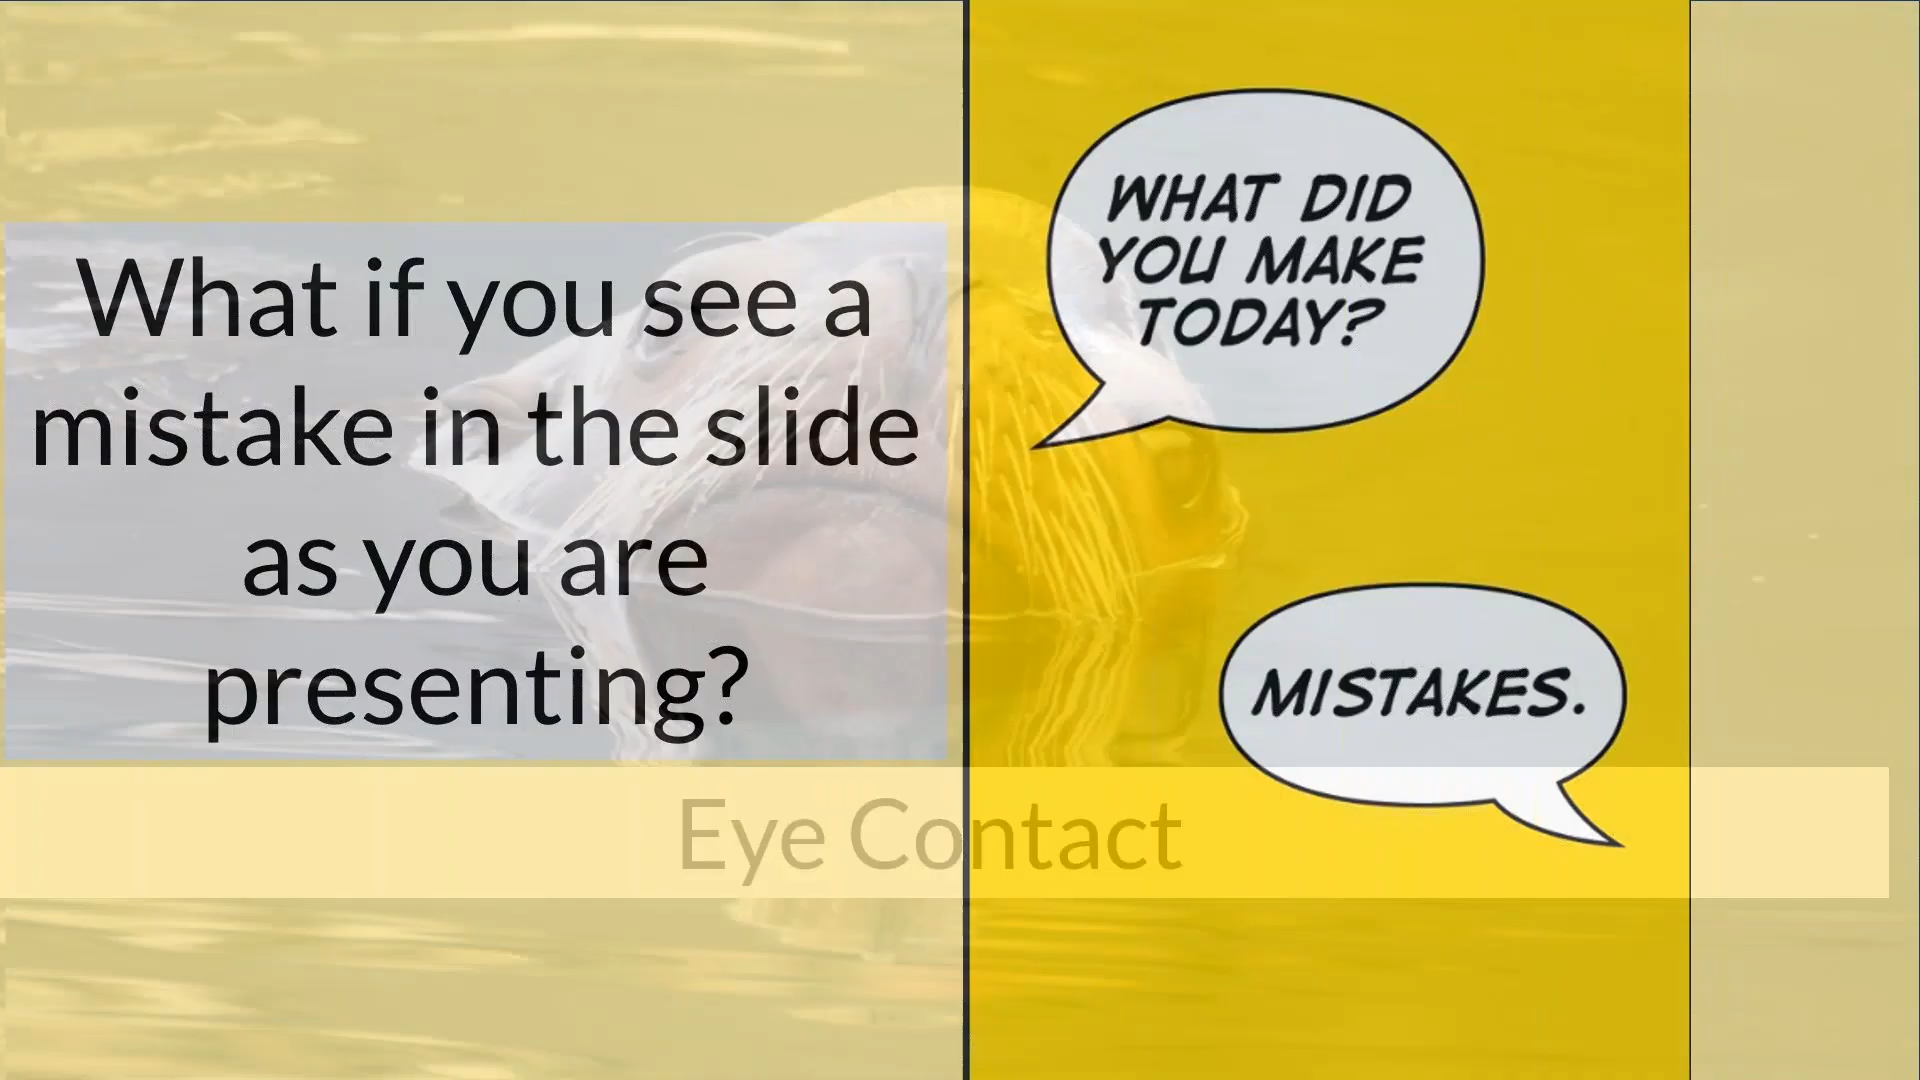 What if you see a
mistake in the slide
as you are
presenting?
WHAT DID
YOU MAKE
TODAY?
MISTAKES.
Eye Contact